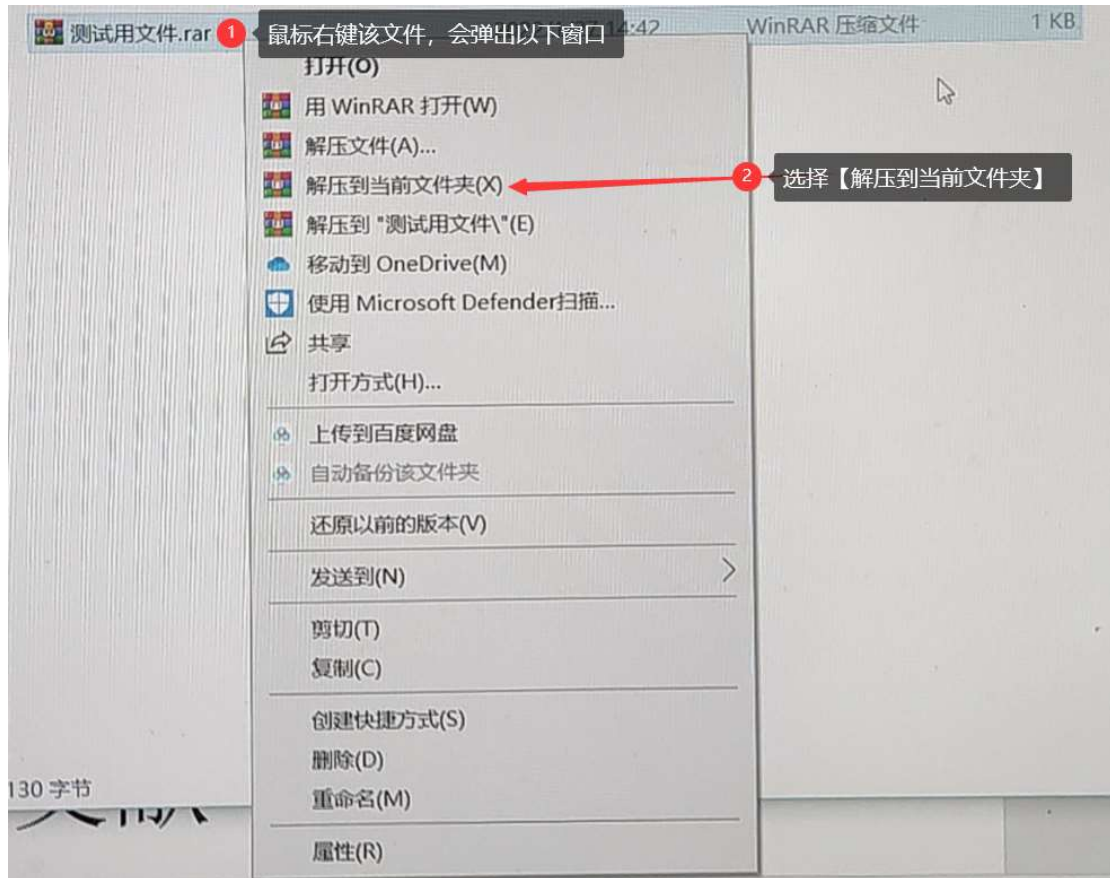 测试用文件.rar 1 鼠标右键该文件，会弹出以下窗口 14:42 WinRAR 压缩文件 1 KB
打开(O)
用 WinRAR 打开(W)
解压文件(A)...
解压到当前文件夹(X) 2 选择【解压到当前文件夹】
解压到 "测试用文件\"(E)
移动到 OneDrive(M)
使用 Microsoft Defender扫描...
共享
打开方式(H)...
上传到百度网盘
自动备份该文件夹
还原以前的版本(V)
发送到(N)
剪切(T)
复制(C)
创建快捷方式(S)
删除(D)
130 字节
重命名(M)
属性(R)